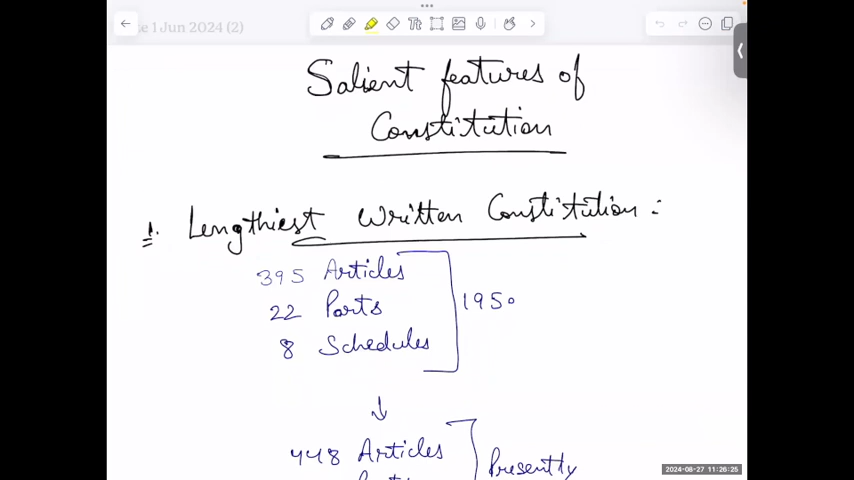 e 1 Jun 2024 (2)
Tt
Salient features of
Constitution
1. Lengthiest Written Constitution :
395 Articles
22 Parts
1950
8 Schedules
↓
448 Articles
Presently
2024-08-27 11:26:25